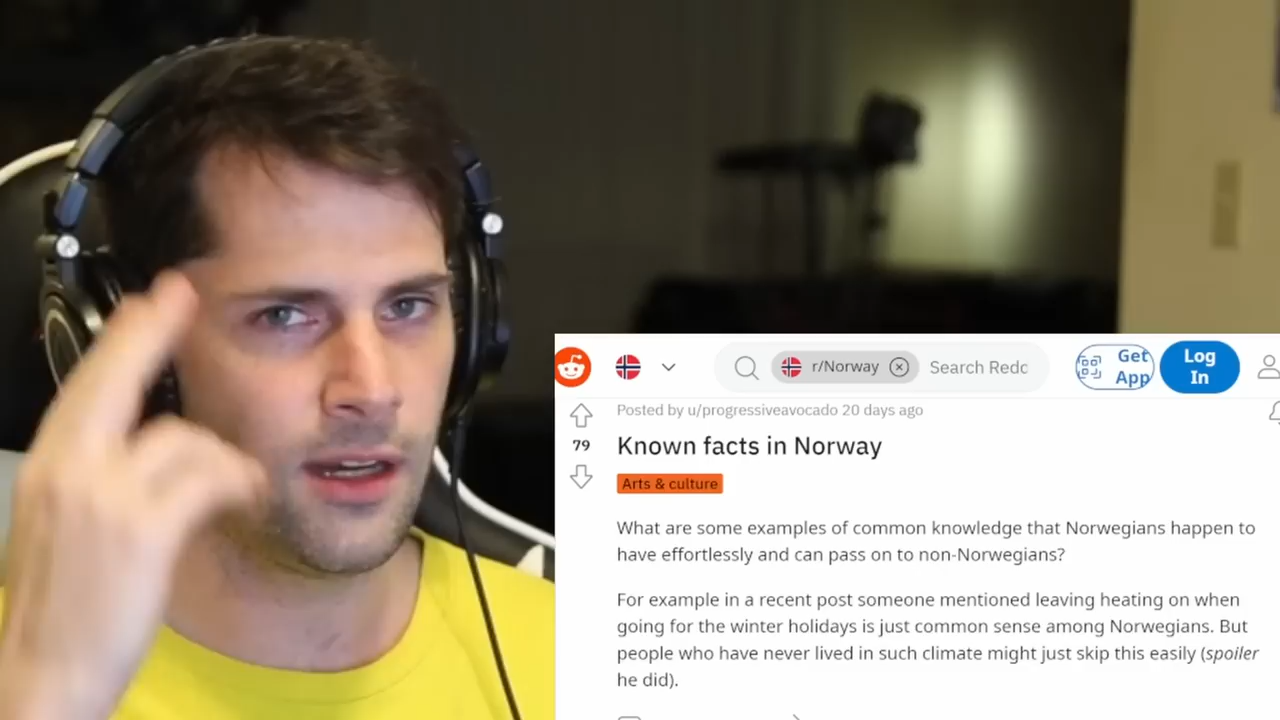 r/Norway
Search Redc
Get App
Log In
Posted by u/progressiveavocado 20 days ago
79
Known facts in Norway
Arts & culture
What are some examples of common knowledge that Norwegians happen to
have effortlessly and can pass on to non-Norwegians?
For example in a recent post someone mentioned leaving heating on when
going for the winter holidays is just common sense among Norwegians. But
people who have never lived in such climate might just skip this easily (spoiler
he did).